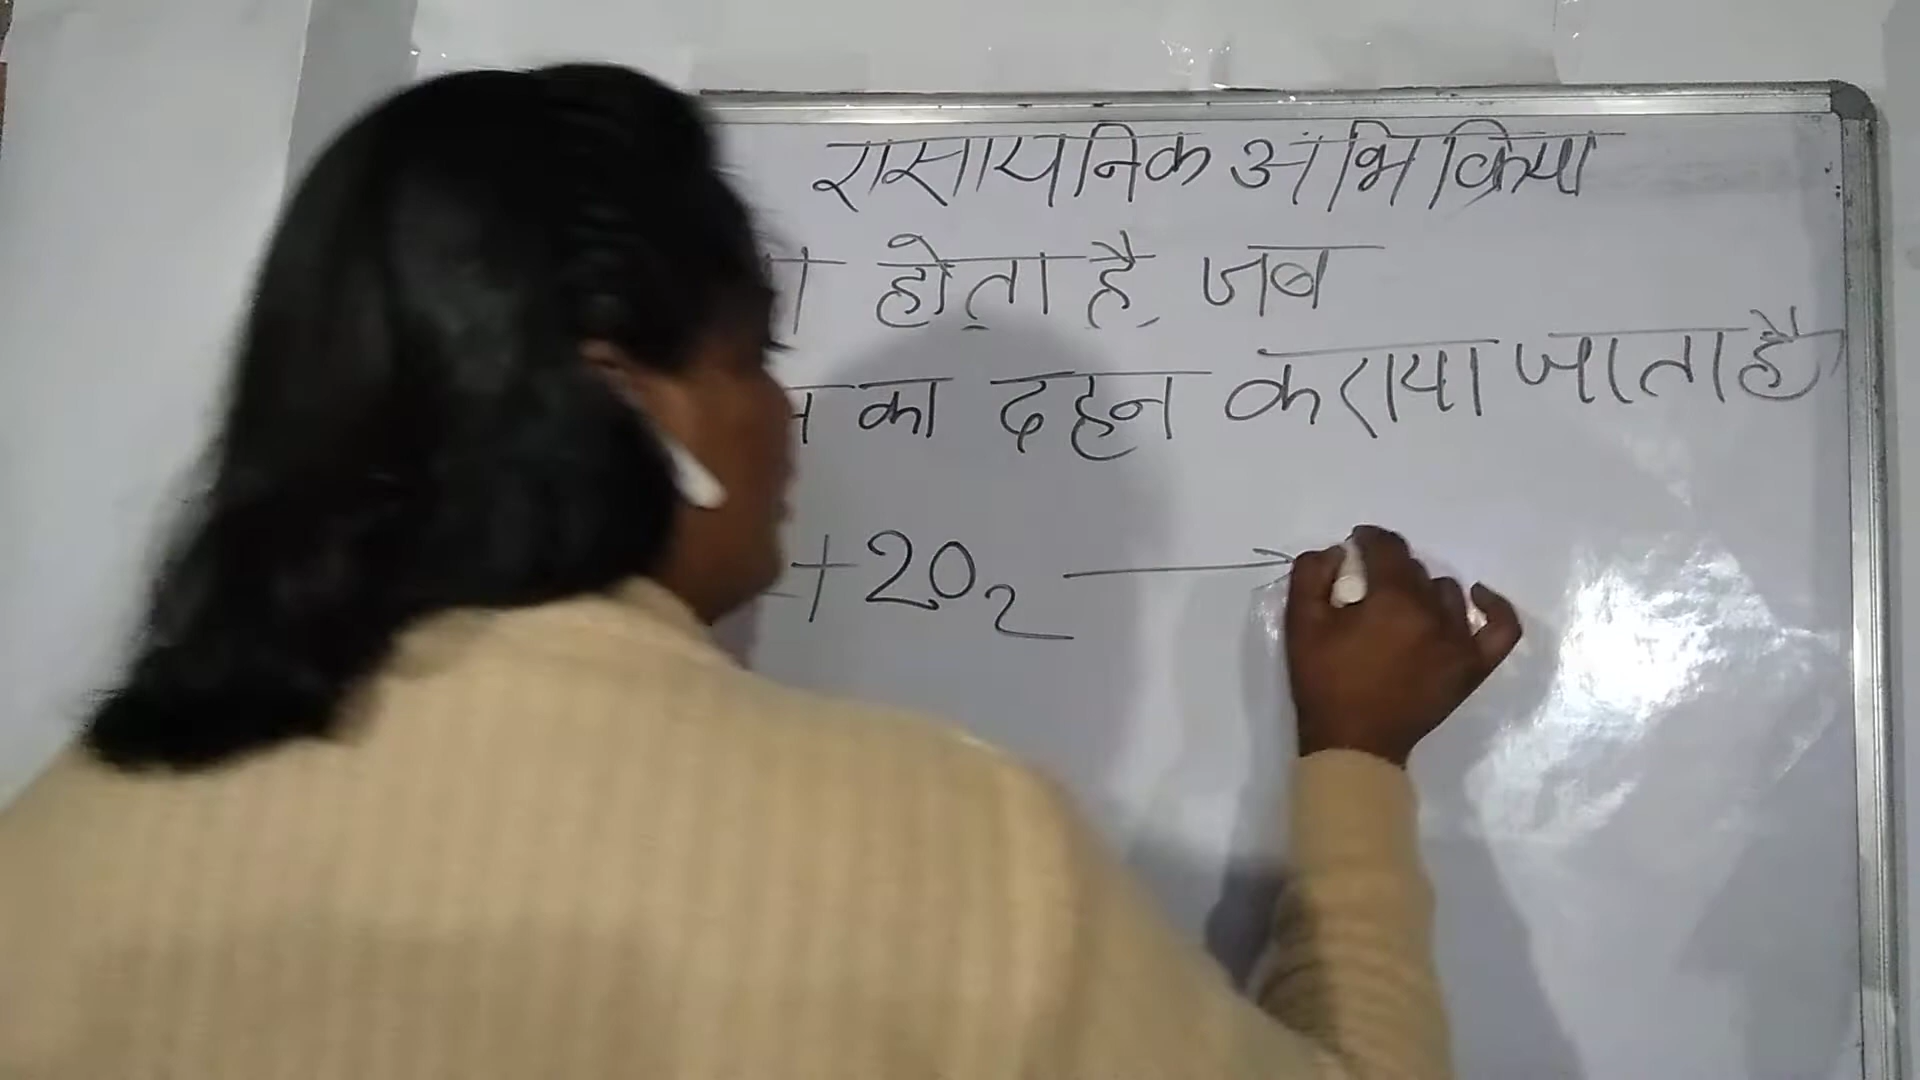 रासायनिक अभिक्रिया
होता है, जब
का दहन कराया जाता है
+ 2O₂ →